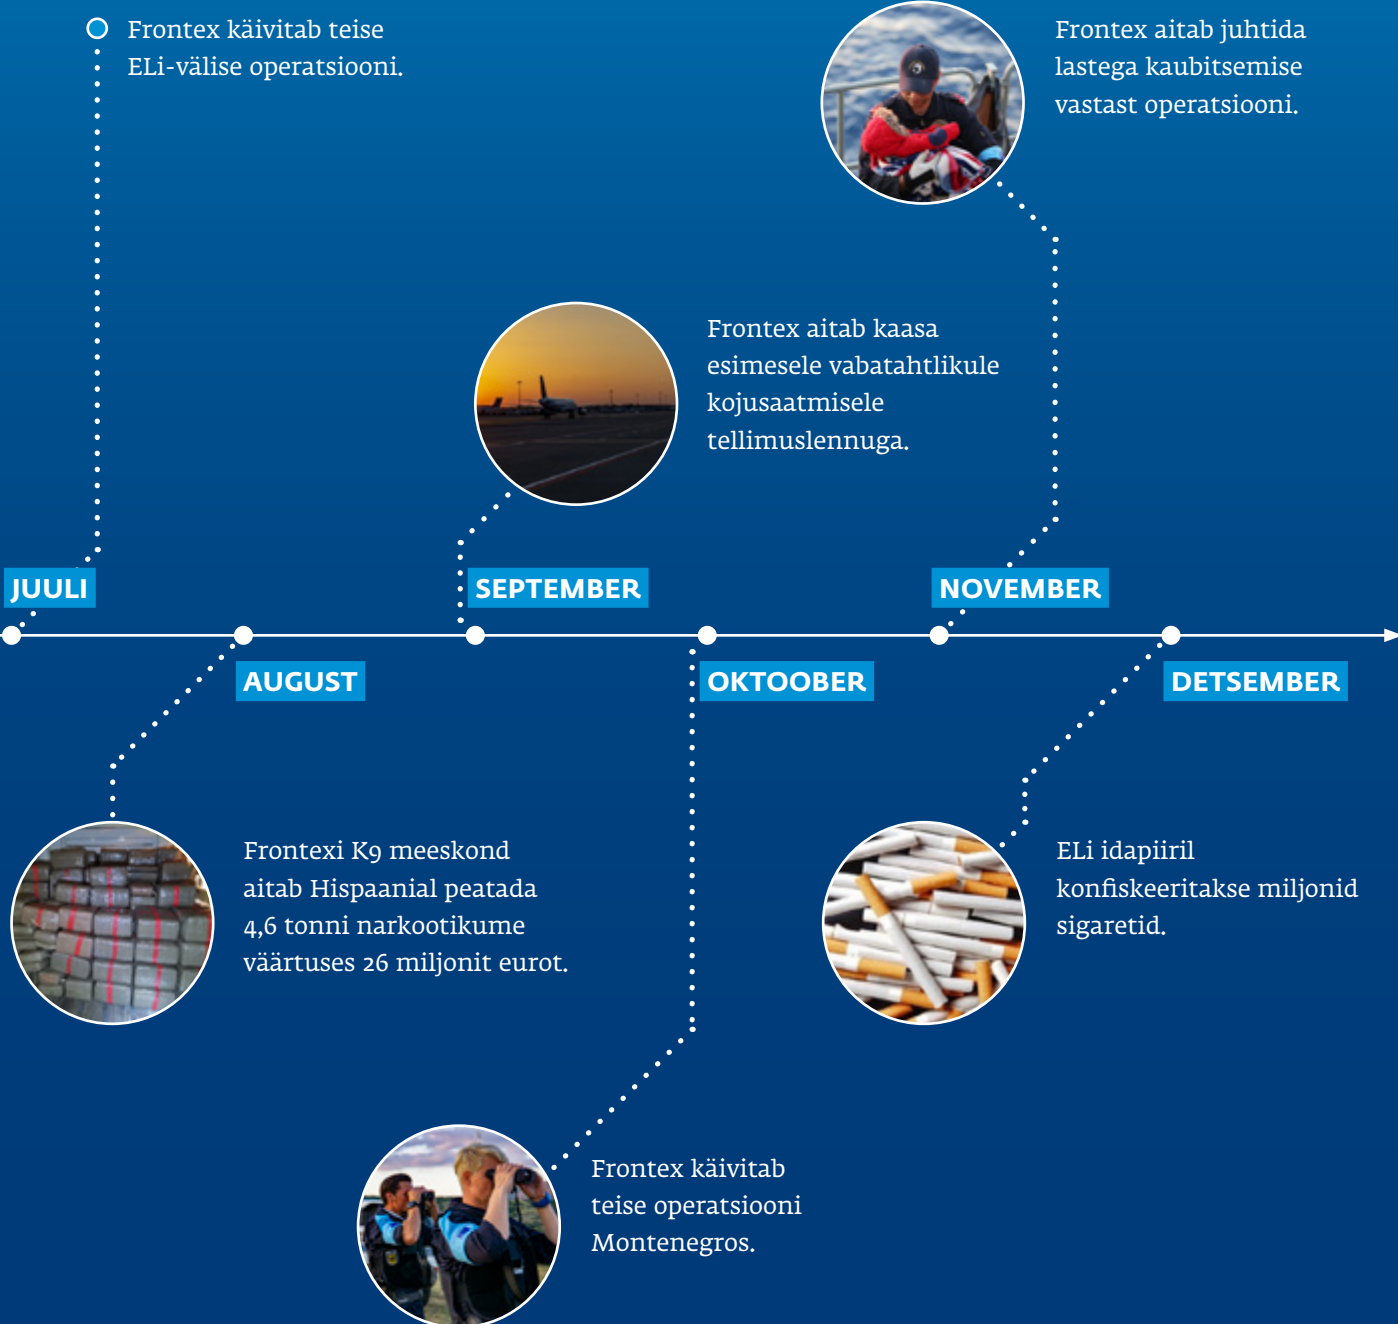 Frontex käivitab teise
ELi-välise operatsiooni.
Frontex aitab juhtida
lastega kaubitsemise
vastast operatsiooni.
Frontex aitab kaasa
esimesele vabatahtlikule
kojusaatmisele
tellimuslennuga.
JUULI
SEPTEMBER
NOVEMBER
AUGUST
OKTOOBER
DETSEMBER
Frontexi K9 meeskond
aitab Hispaanial peatada
4,6 tonni narkootikume
väärtuses 26 miljonit eurot.
ELi idapiiril
konfiskeeritakse miljonid
sigaretid.
Frontex käivitab
teise operatsiooni
Montenegros.